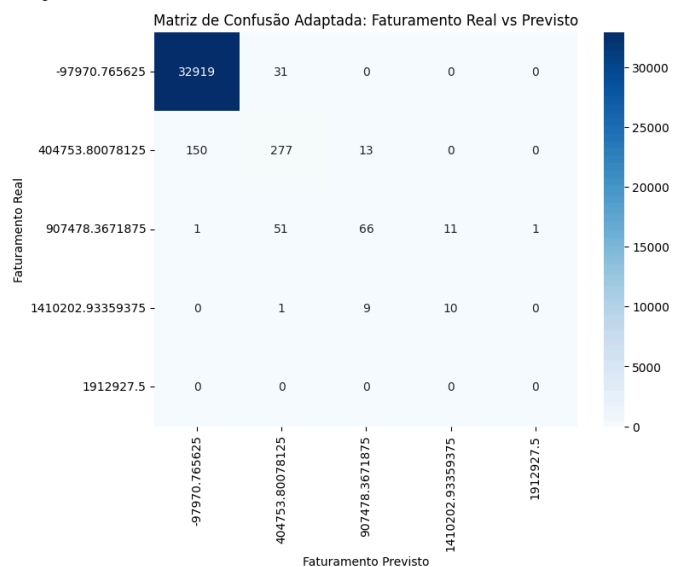 Matriz de Confusão Adaptada: Faturamento Real vs Previsto
-97970.765625 32919 31 0 0 0
404753.80078125 150 277 13 0 0
907478.3671875 1 51 66 11 1
1410202.93359375 0 1 9 10 0
1912927.5 0 0 0 0 0
Faturamento Real
-97970.765625
404753.80078125
907478.3671875
1410202.93359375
1912927.5
Faturamento Previsto
30000
25000
20000
15000
10000
5000
0